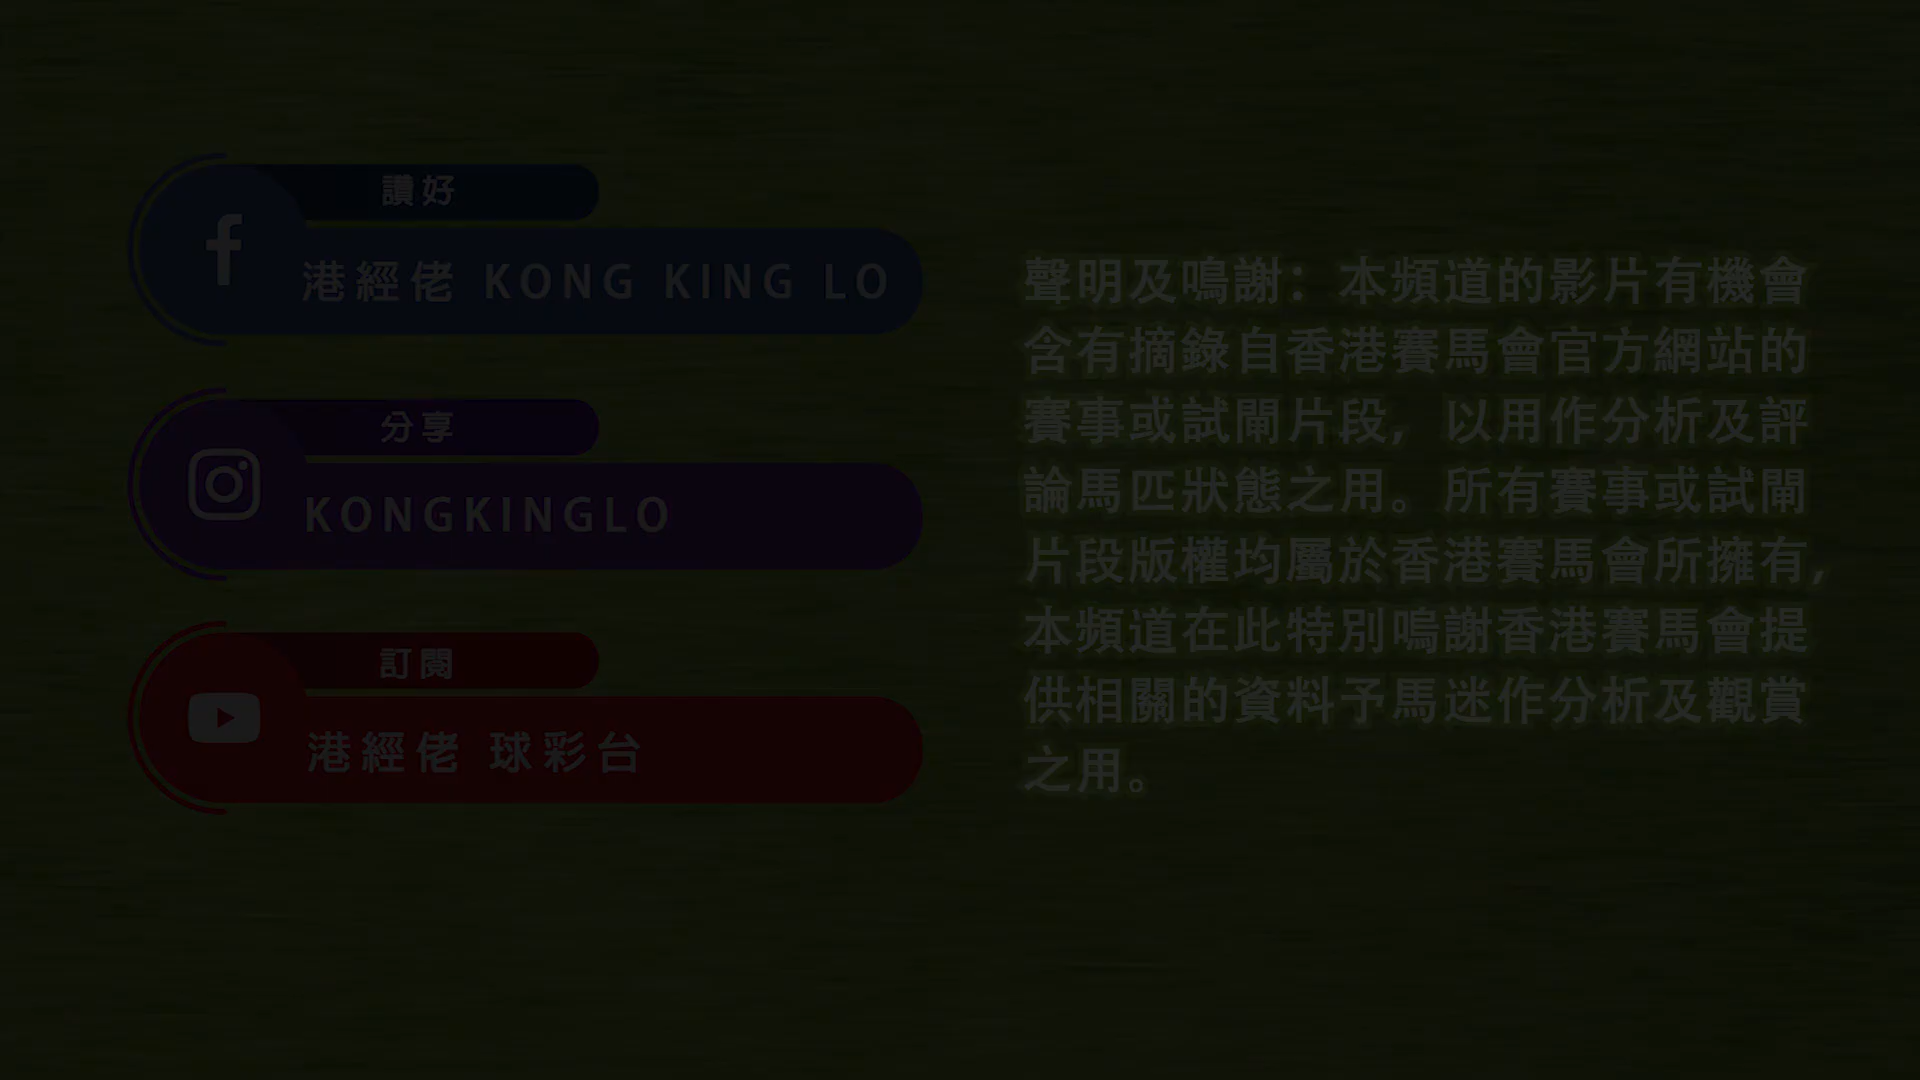 讚好
港經佬 KONG KING LO
分享
KONGKINGLO
訂閱
港經佬 球彩台
聲明及鳴謝：本頻道的影片有機會
含有摘錄自香港賽馬會官方網站的
賽事或試閘片段，以用作分析及評
論馬匹狀態之用。所有賽事或試閘
片段版權均屬於香港賽馬會所擁有，
本頻道在此特別鳴謝香港賽馬會提
供相關的資料予馬迷作分析及觀賞
之用。